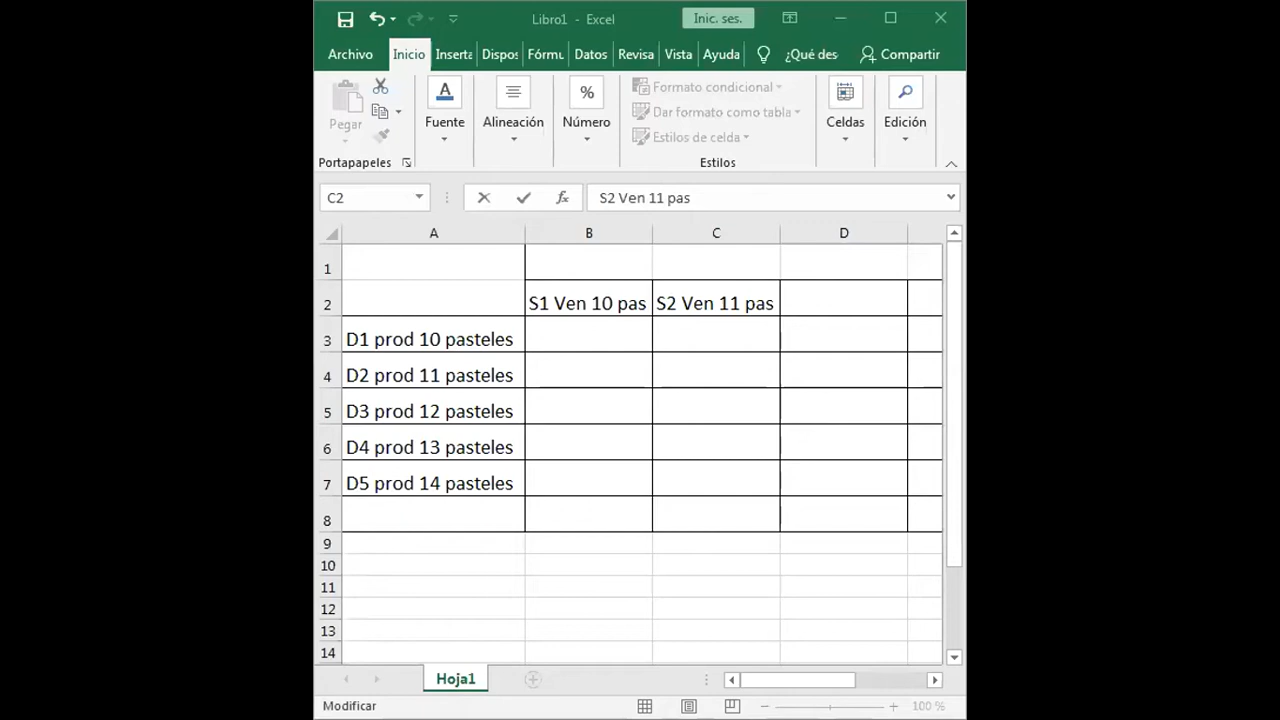 Libro1 - Excel
Inic. ses.
Archivo Inicio Inserta Dispos Fórmu Datos Revisa Vista Ayuda ¿Qué des Compartir
Pegar
Fuente
Alineación
%
Número
Formato condicional
Dar formato como tabla
Estilos de celda
Celdas
Edición
Portapapeles
Estilos
C2
fx
S2 Ven 11 pas
A B C D
1
2 S1 Ven 10 pas S2 Ven 11 pas
3 D1 prod 10 pasteles
4 D2 prod 11 pasteles
5 D3 prod 12 pasteles
6 D4 prod 13 pasteles
7 D5 prod 14 pasteles
8
9
10
11
12
13
14
Hoja1
Modificar
100 %